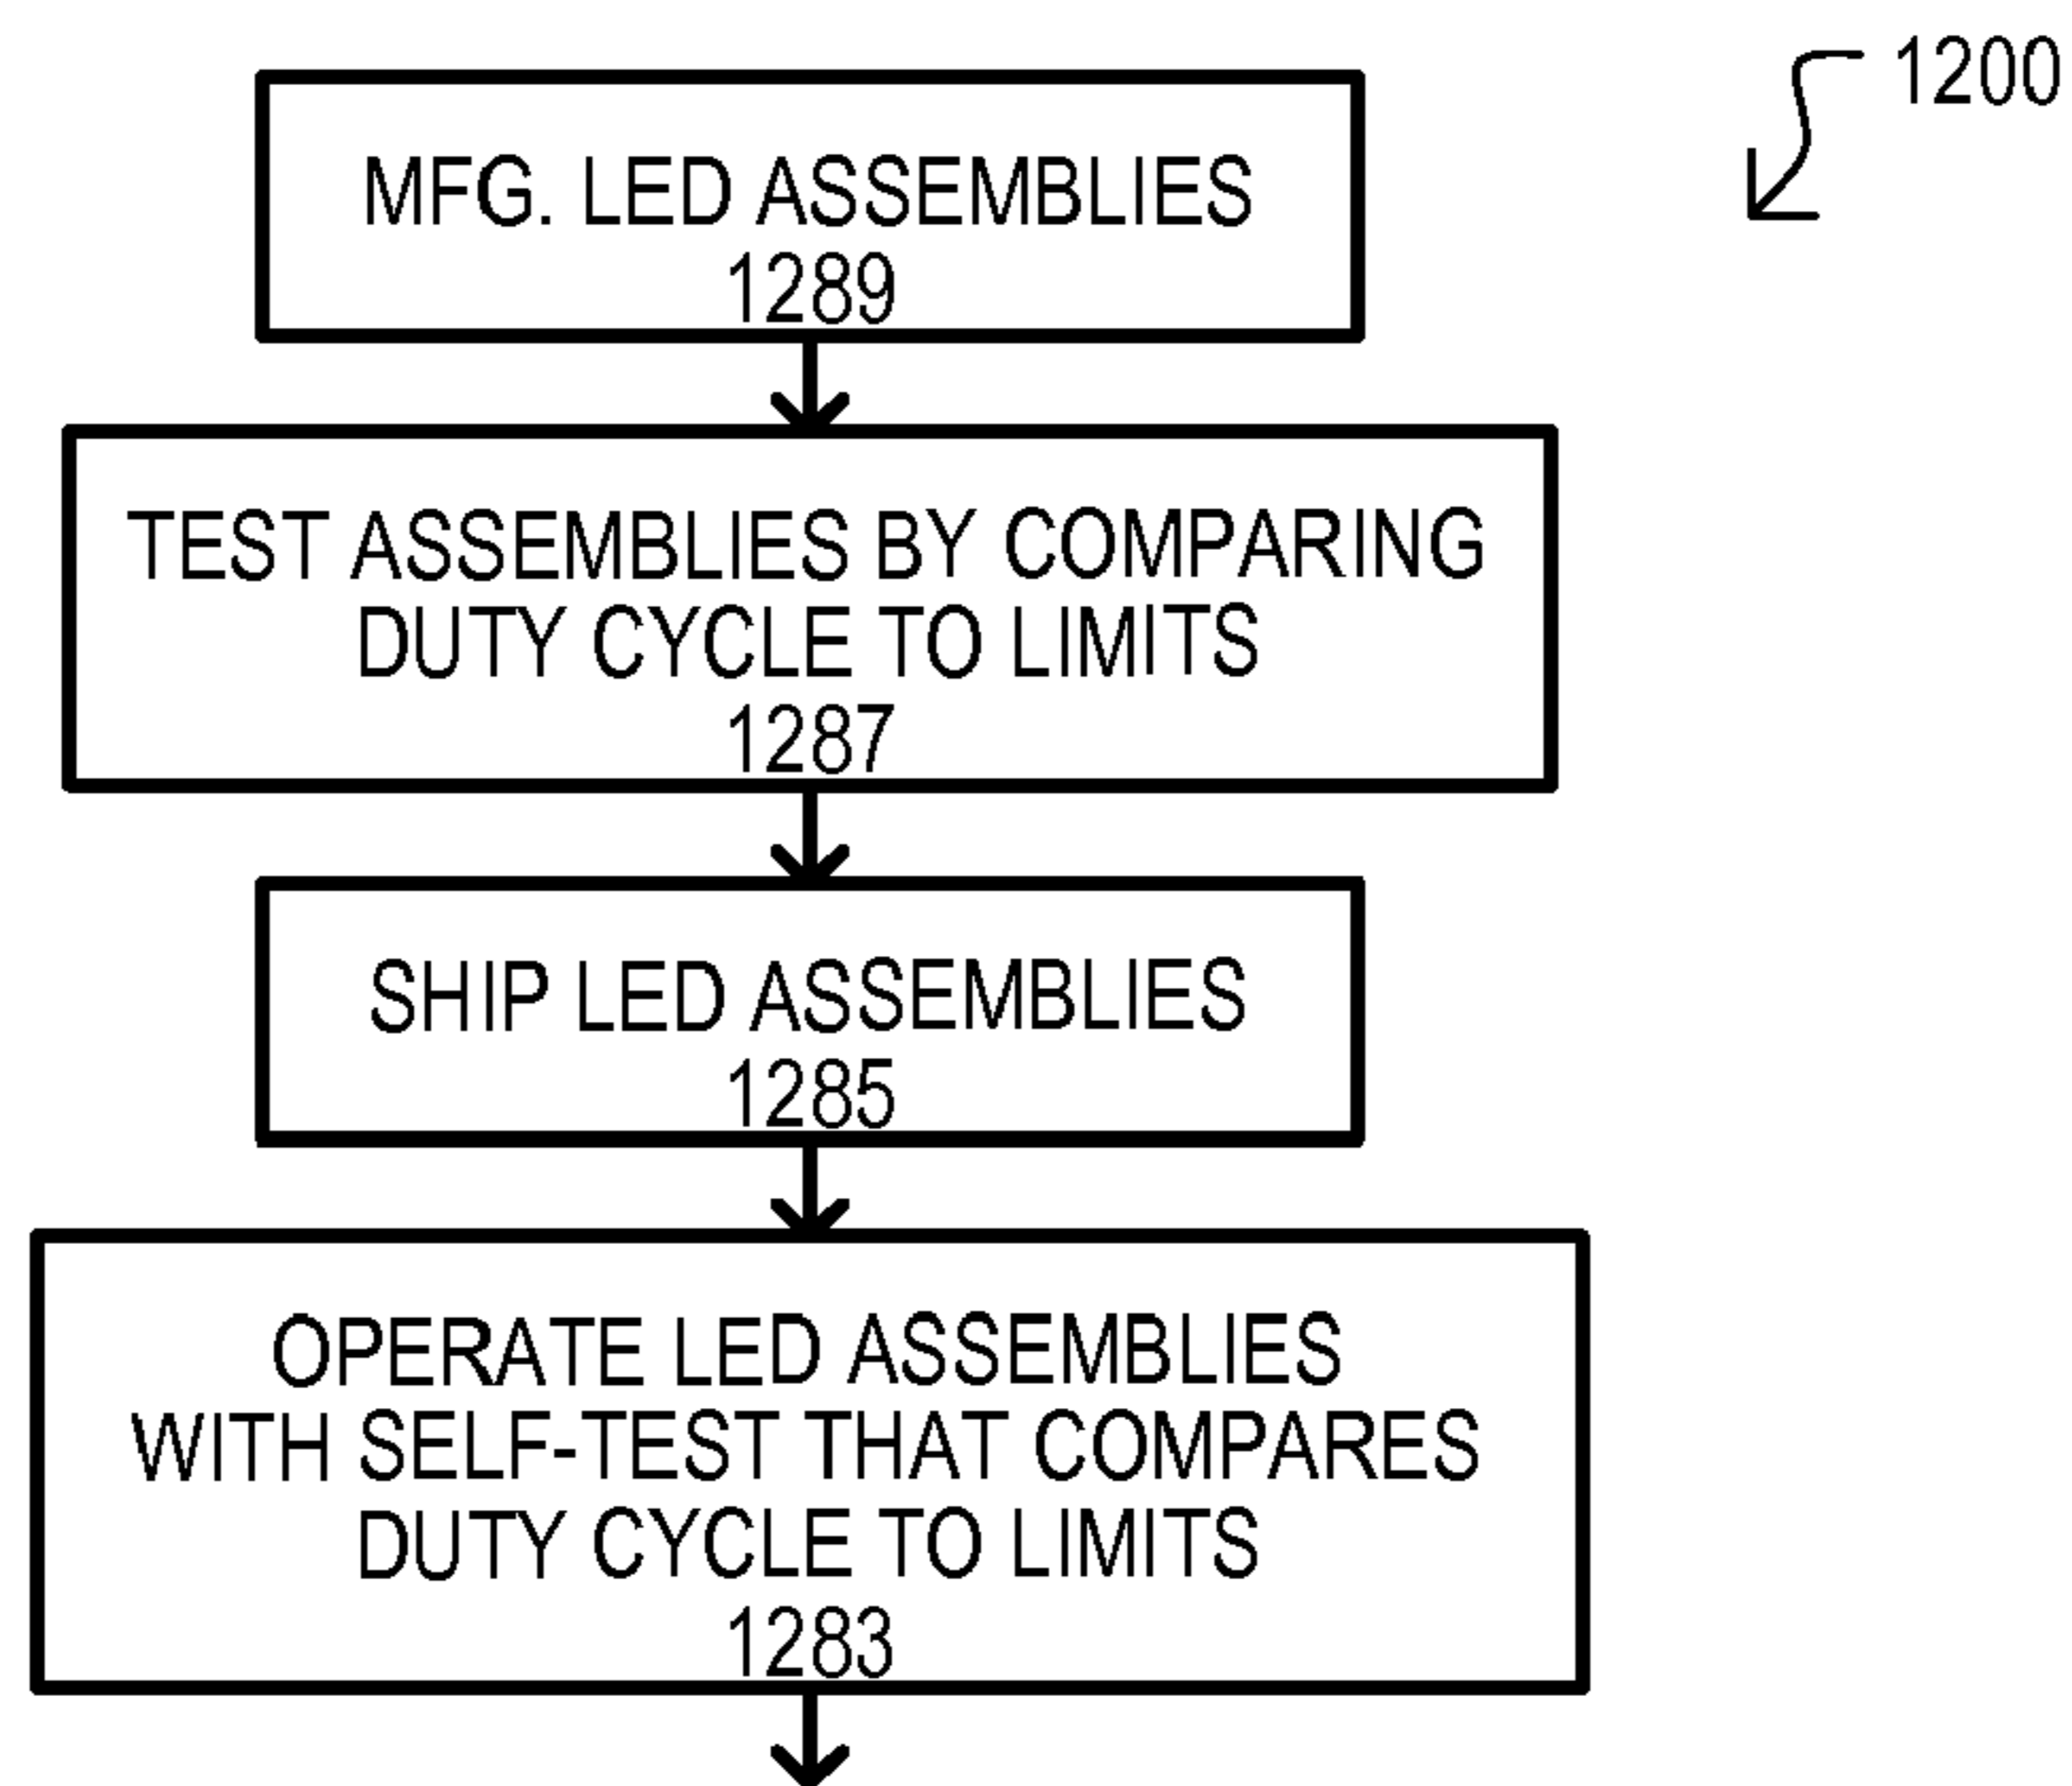 1200
MFG. LED ASSEMBLIES
1289
TEST ASSEMBLIES BY COMPARING
DUTY CYCLE TO LIMITS
1287
SHIP LED ASSEMBLIES
1285
OPERATE LED ASSEMBLIES
WITH SELF-TEST THAT COMPARES
DUTY CYCLE TO LIMITS
1283